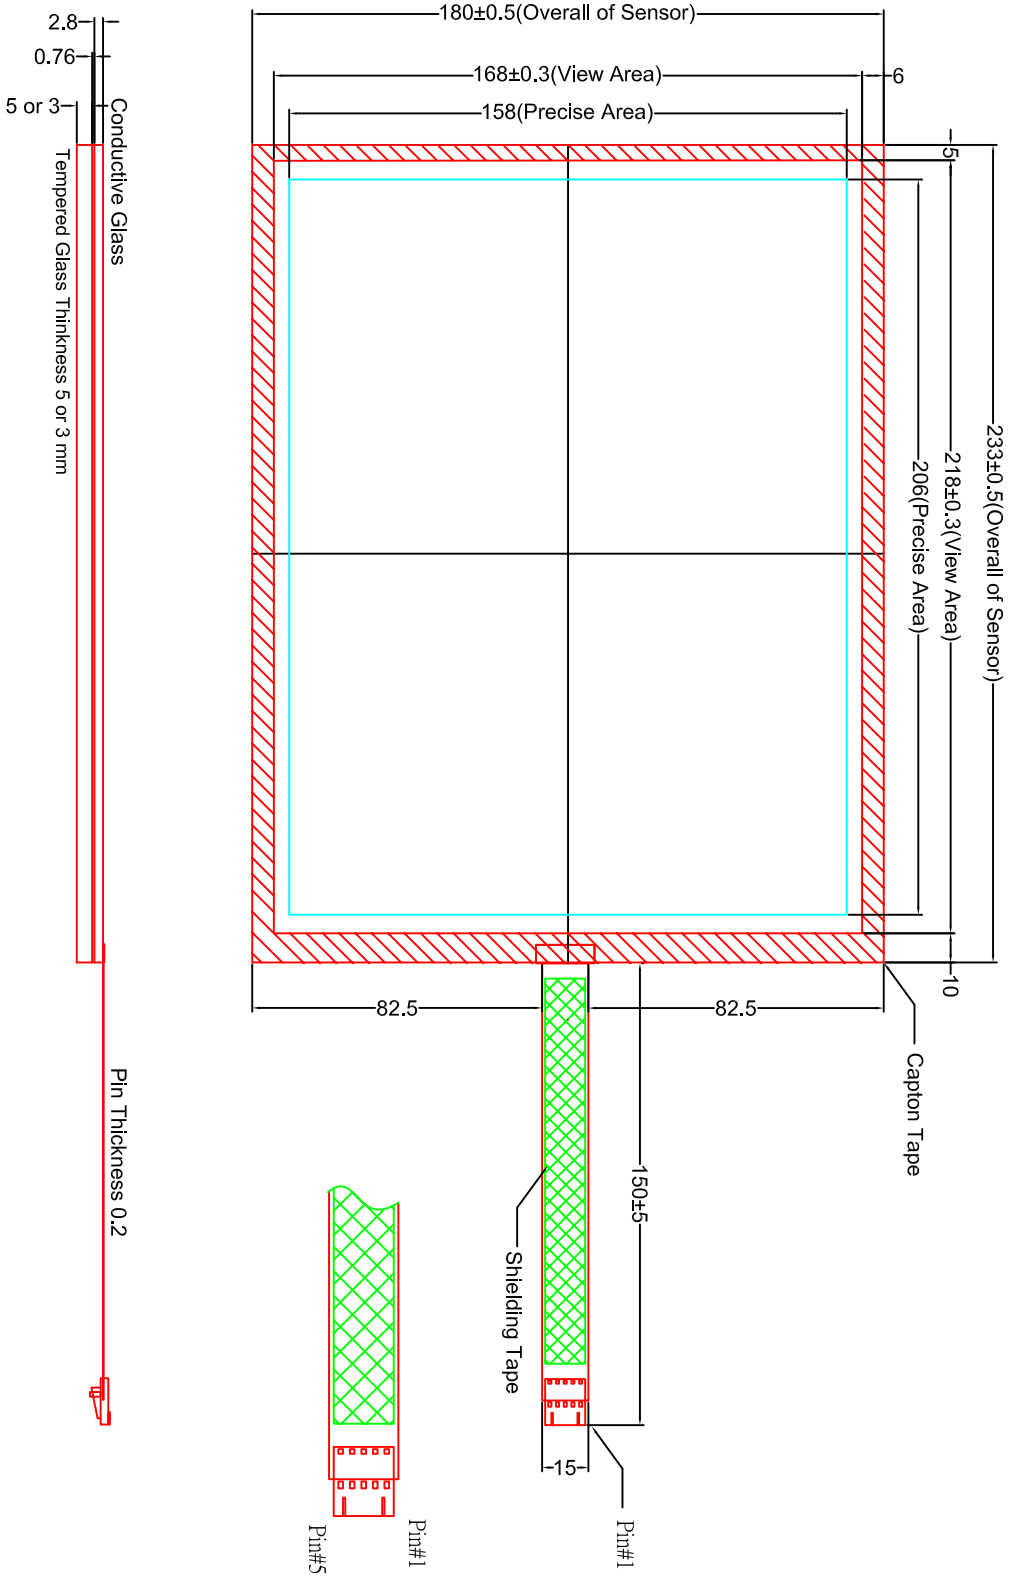 180±0.5(Overall of Sensor)
2.8
0.76
168±0.3(View Area)
6
5 or 3
158(Precise Area)
5
Conductive Glass
Tempered Glass Thinkness 5 or 3 mm
233±0.5(Overall of Sensor)
218±0.3(View Area)
206(Precise Area)
10
82.5
82.5
Capton Tape
Pin Thickness 0.2
150±5
Shielding Tape
15
Pin#1
Pin#1
Pin#5